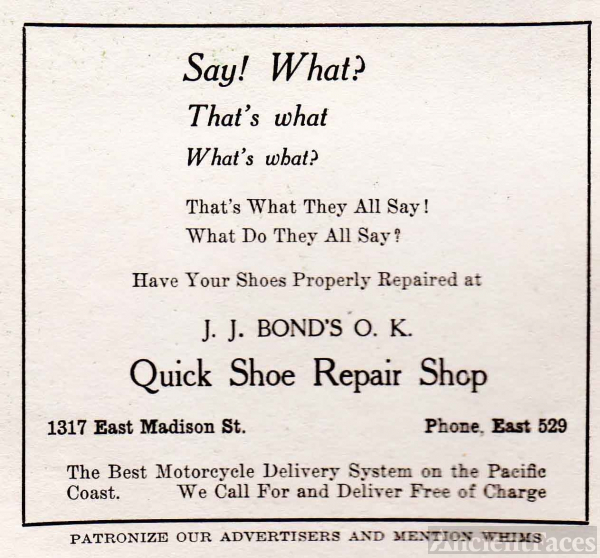 Say! What?
That's what
What's what?
That's What They All Say!
What Do They All Say?
Have Your Shoes Properly Repaired at
J. J. BOND'S O. K.
Quick Shoe Repair Shop
1317 East Madison St. Phone, East 529
The Best Motorcycle Delivery System on the Pacific
Coast. We Call For and Deliver Free of Charge
PATRONIZE OUR ADVERTISERS AND MENTION WHIMS
AncientFaces